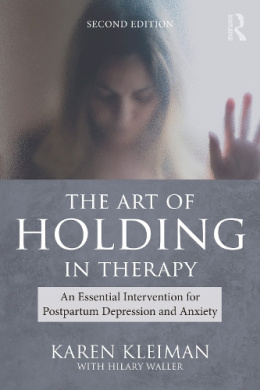 SECOND EDITION
R
Routledge
THE ART OF
HOLDING
IN THERAPY
An Essential Intervention for
Postpartum Depression and Anxiety
KAREN KLEIMAN
WITH HILARY WALLER